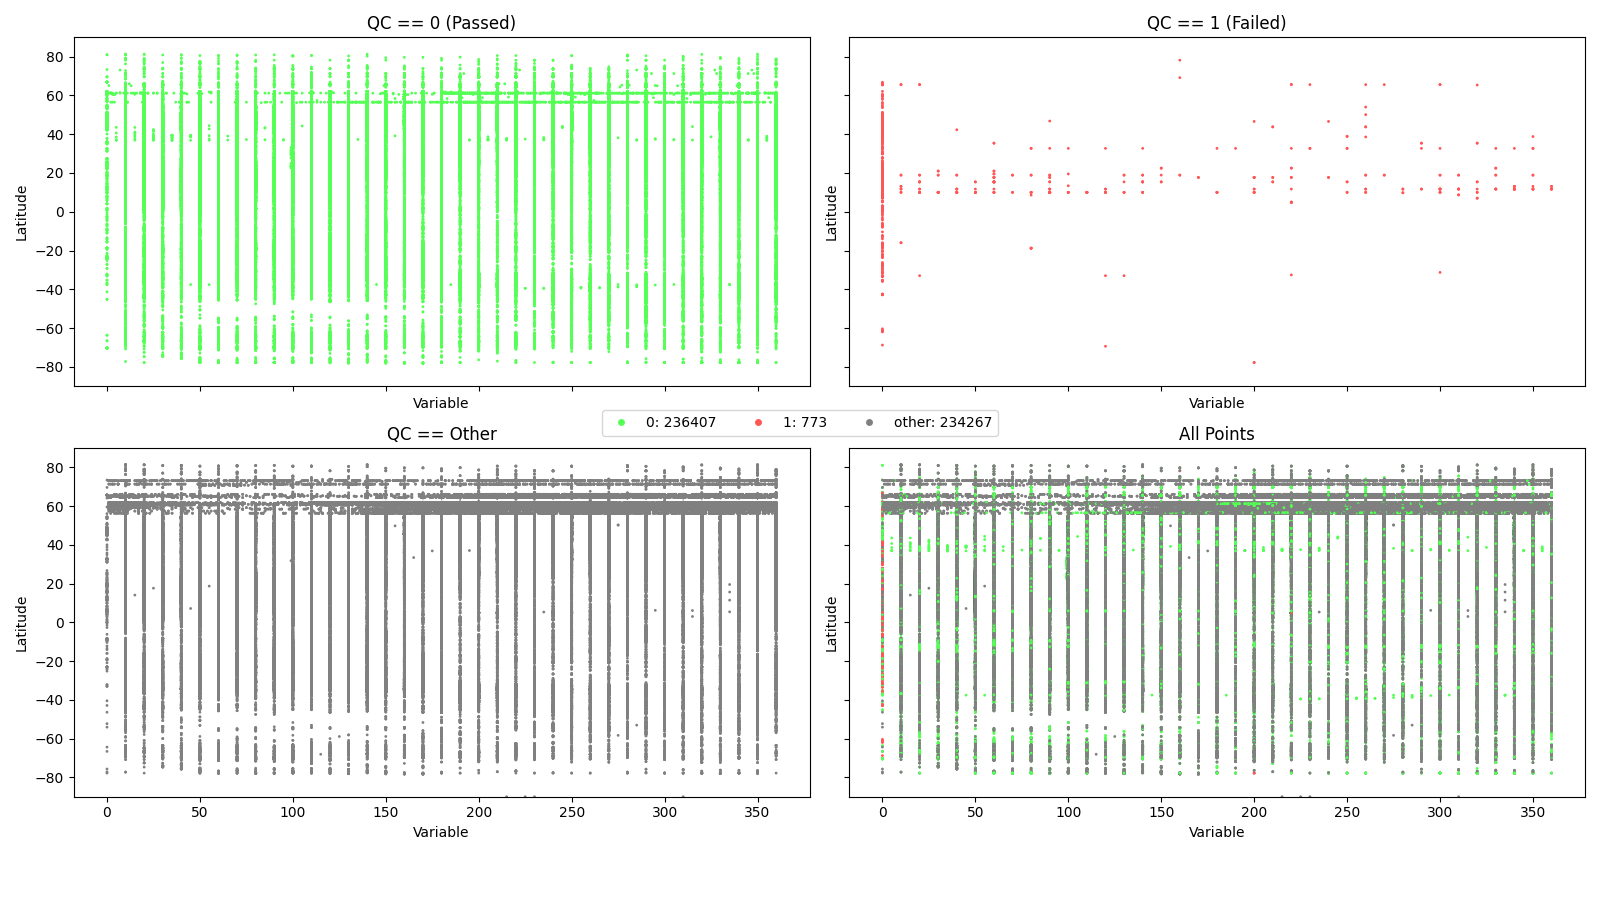 QC == 0 (Passed)
QC == 1 (Failed)
80
60
40
20
0
−20
−40
−60
−80
Latitude
Latitude
Variable
Variable
0: 236407
1: 773
other: 234267
QC == Other
All Points
80
60
40
20
0
−20
−40
−60
−80
Latitude
Latitude
0 50 100 150 200 250 300 350
0 50 100 150 200 250 300 350
Variable
Variable